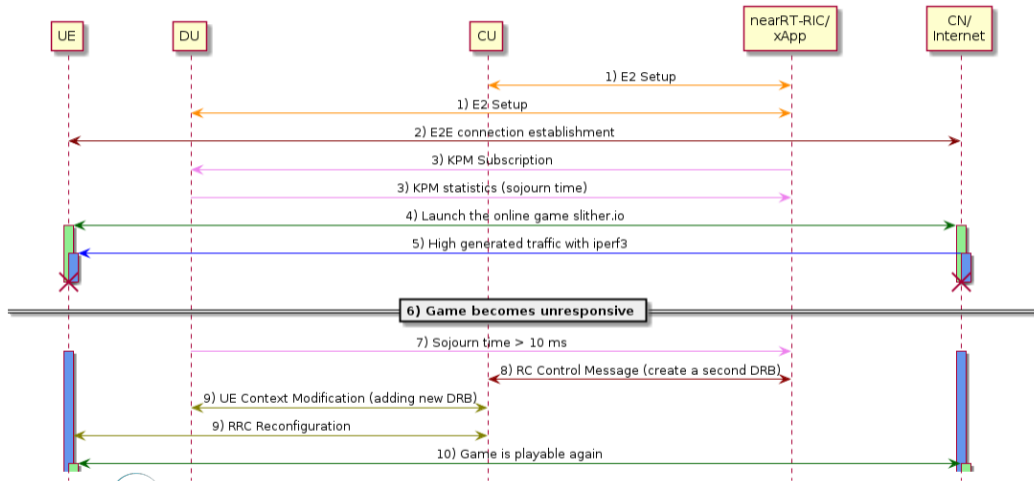 UE
DU
CU
nearRT-RIC/
xApp
CN/
Internet
1) E2 Setup
1) E2 Setup
2) E2E connection establishment
3) KPM Subscription
3) KPM statistics (sojourn time)
4) Launch the online game slither.io
5) High generated traffic with iperf3
6) Game becomes unresponsive
7) Sojourn time > 10 ms
8) RC Control Message (create a second DRB)
9) UE Context Modification (adding new DRB)
9) RRC Reconfiguration
10) Game is playable again